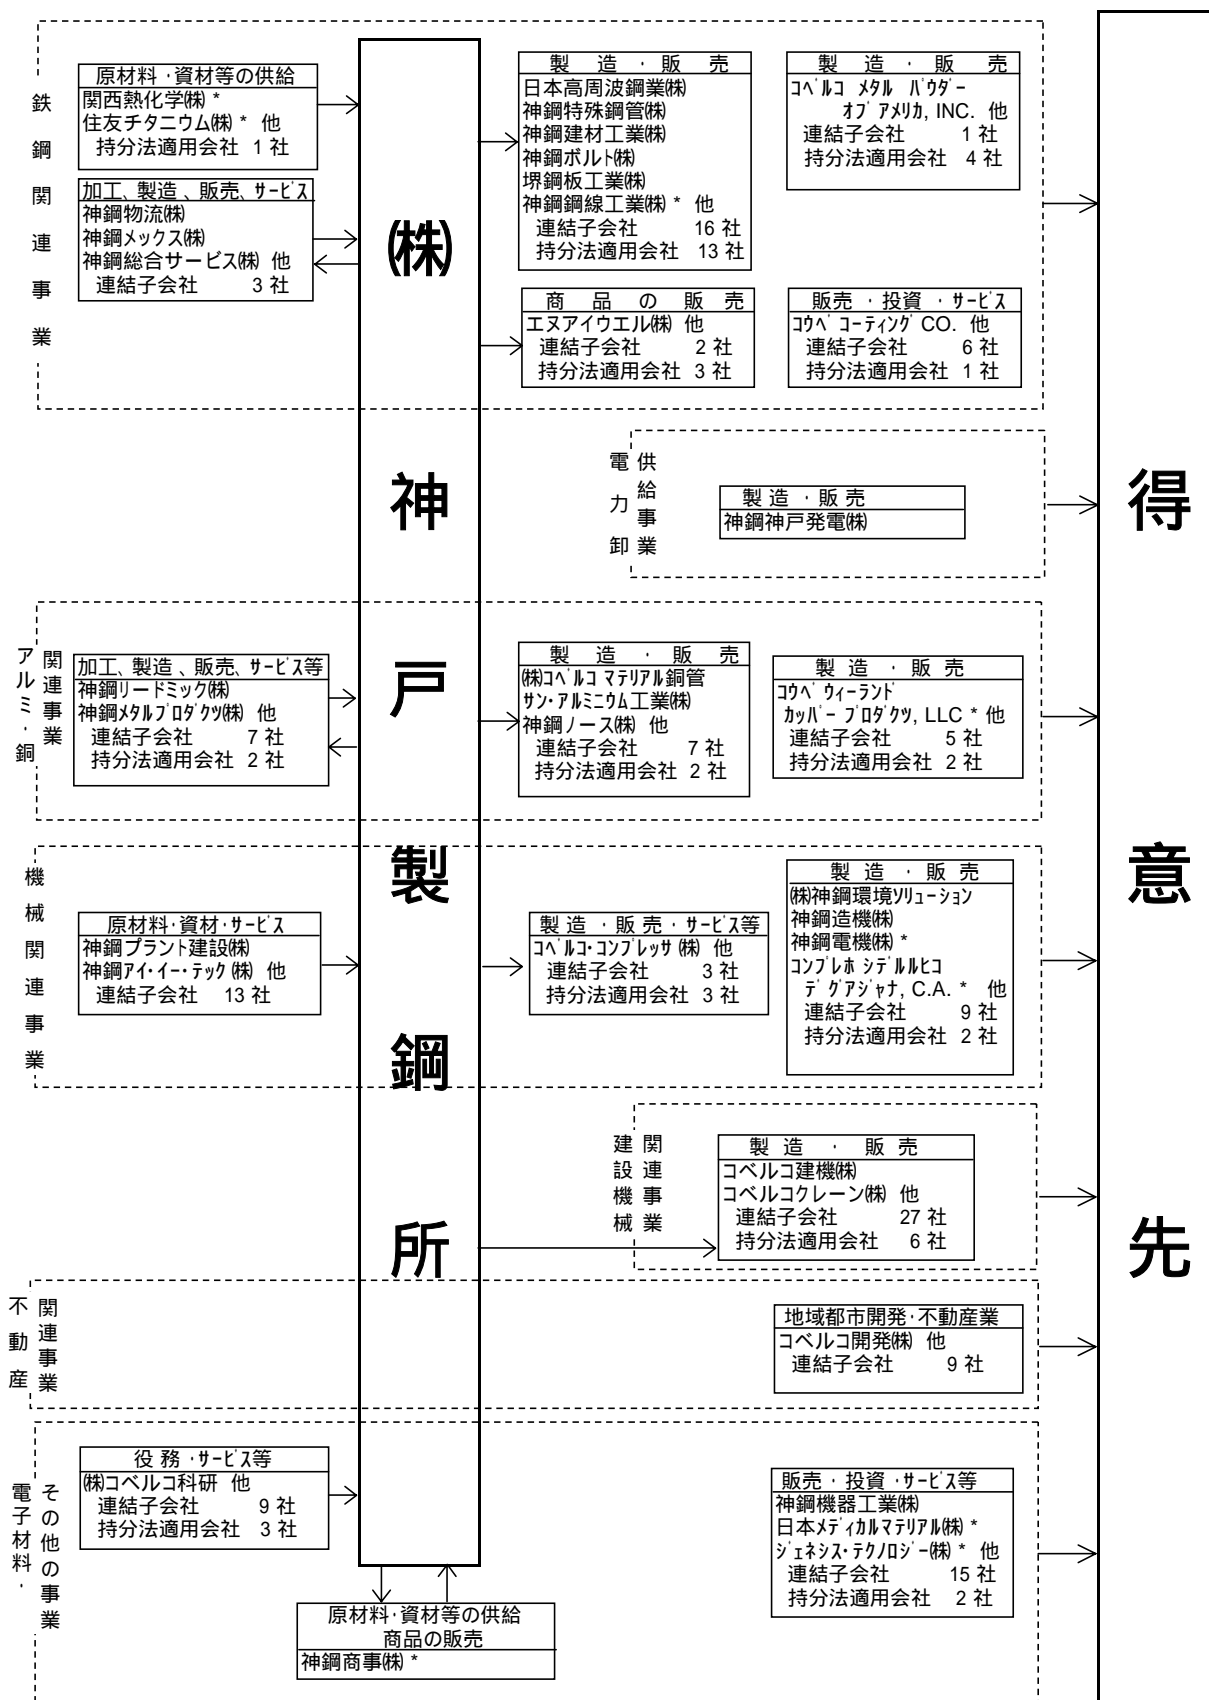 鉄鋼関連事業
原材料・資材等の供給
関西熱化学㈱ *
住友チタニウム㈱ * 他
持分法適用会社 1 社
加工、製造、販売、サービス
神鋼物流㈱
神鋼メックス㈱
神鋼総合サービス㈱ 他
連結子会社 3 社
製造・販売
日本高周波鋼業㈱
神鋼特殊鋼管㈱
神鋼建材工業㈱
神鋼ボルト㈱
堺鋼板工業㈱
神鋼鋼線工業㈱ * 他
連結子会社 16 社
持分法適用会社 13 社
製造・販売
コベルコ メタル パウダー
オブ アメリカ, INC. 他
連結子会社 1 社
持分法適用会社 4 社
商品の販売
エヌアイウエル㈱ 他
連結子会社 2 社
持分法適用会社 3 社
販売・投資・サービス
コウベ コーティング CO. 他
連結子会社 6 社
持分法適用会社 1 社
㈱神戸製鋼所
得意先
電力卸
供給事業
製造・販売
神鋼神戸発電㈱
アルミ・銅
関連事業
加工、製造、販売、サービス等
神鋼リードミック㈱
神鋼メタルプロダクツ㈱ 他
連結子会社 7 社
持分法適用会社 2 社
製造・販売
㈱コベルコ マテリアル銅管
サン・アルミニウム工業㈱
神鋼ノース㈱ 他
連結子会社 7 社
持分法適用会社 2 社
製造・販売
コウベ ウィーランド
カッパー プロダクツ, LLC * 他
連結子会社 5 社
持分法適用会社 2 社
機械関連事業
原材料・資材・サービス
神鋼プラント建設㈱
神鋼アイ・イー・テック㈱ 他
連結子会社 13 社
製造・販売・サービス等
コベルコ・コンプレッサ㈱ 他
連結子会社 3 社
持分法適用会社 3 社
製造・販売
㈱神鋼環境ソリューション
神鋼造機㈱
神鋼電機㈱ *
コンプレホ シデルルヒコ
デ グアジャナ, C.A. * 他
連結子会社 9 社
持分法適用会社 2 社
建設機械
関連事業
製造・販売
コベルコ建機㈱
コベルコクレーン㈱ 他
連結子会社 27 社
持分法適用会社 6 社
不動産
関連事業
地域都市開発・不動産業
コベルコ開発㈱ 他
連結子会社 9 社
電子材料・
その他の事業
役務・サービス等
㈱コベルコ科研 他
連結子会社 9 社
持分法適用会社 3 社
販売・投資・サービス等
神鋼機器工業㈱
日本メディカルマテリアル㈱ *
ジェネシス・テクノロジー㈱ * 他
連結子会社 15 社
持分法適用会社 2 社
原材料・資材等の供給
商品の販売
神鋼商事㈱ *